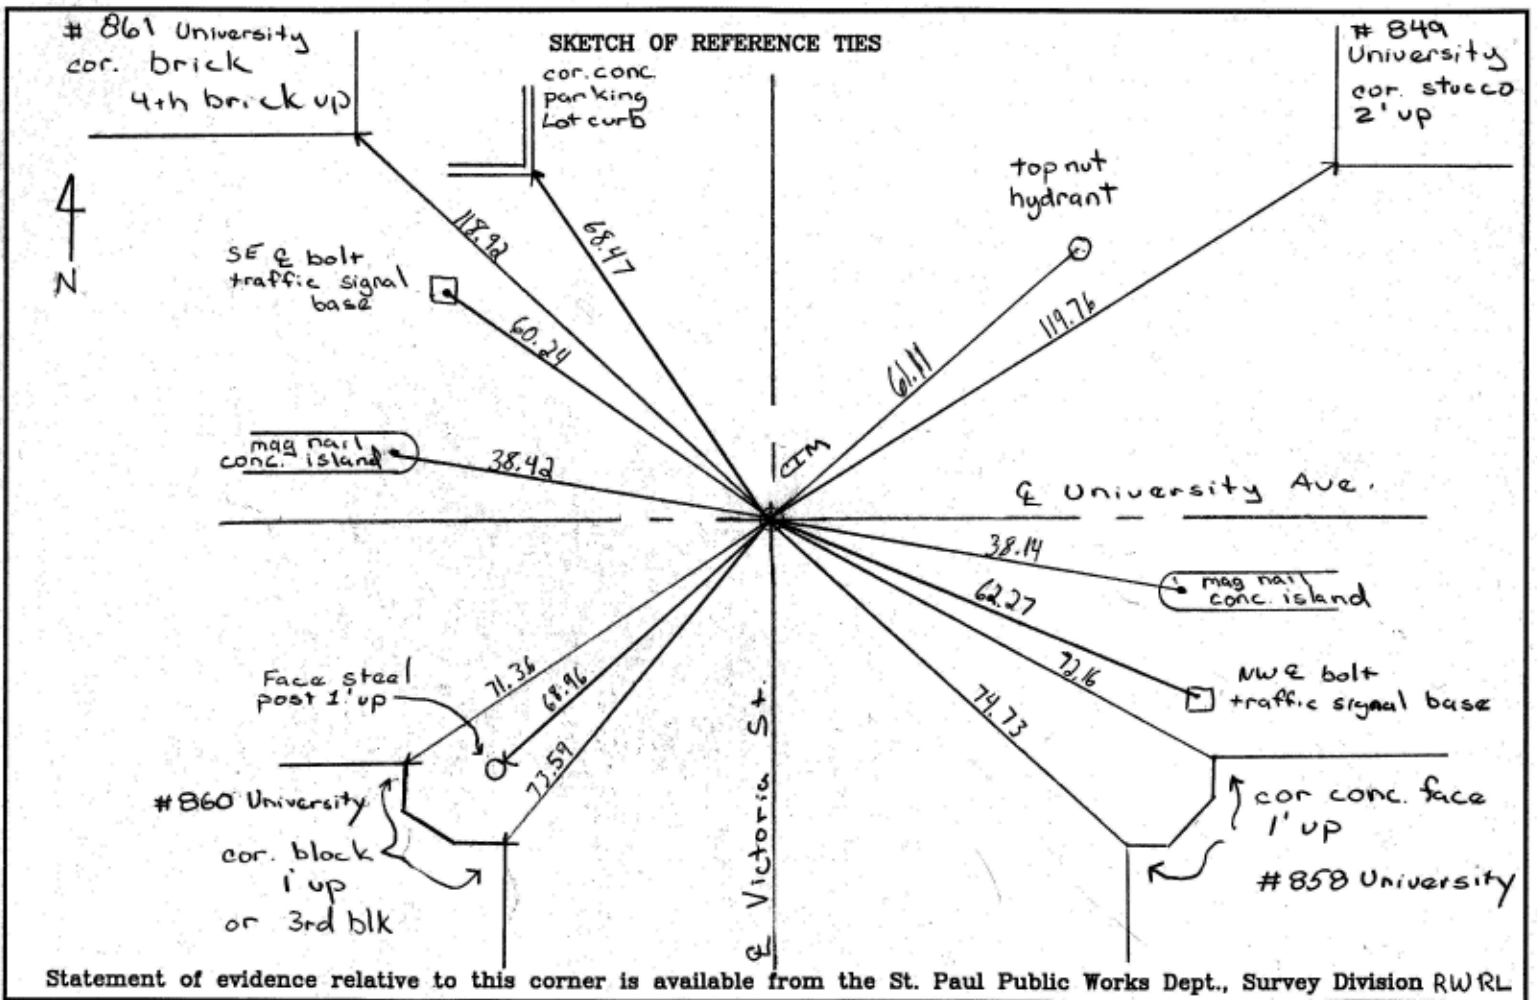 SKETCH OF REFERENCE TIES
# 861 University
cor. brick
4th brick up
cor. conc.
parking
Lot curb
# 849
University
cor. stucco
2' up
top nut
hydrant
N
SE ℄ bolt
traffic signal
base
118.92
68.47
60.24
61.11
119.76
mag nail
conc. island
38.42
CIM
℄ University Ave.
38.14
mag nail
conc. island
62.27
72.16
74.73
NW ℄ bolt
traffic signal base
Face steel
post 1' up
71.36
68.96
73.59
℄ Victoria St.
#860 University
cor. block
1' up
or 3rd blk
cor conc. face
1' up
#858 University
Statement of evidence relative to this corner is available from the St. Paul Public Works Dept., Survey Division RW RL